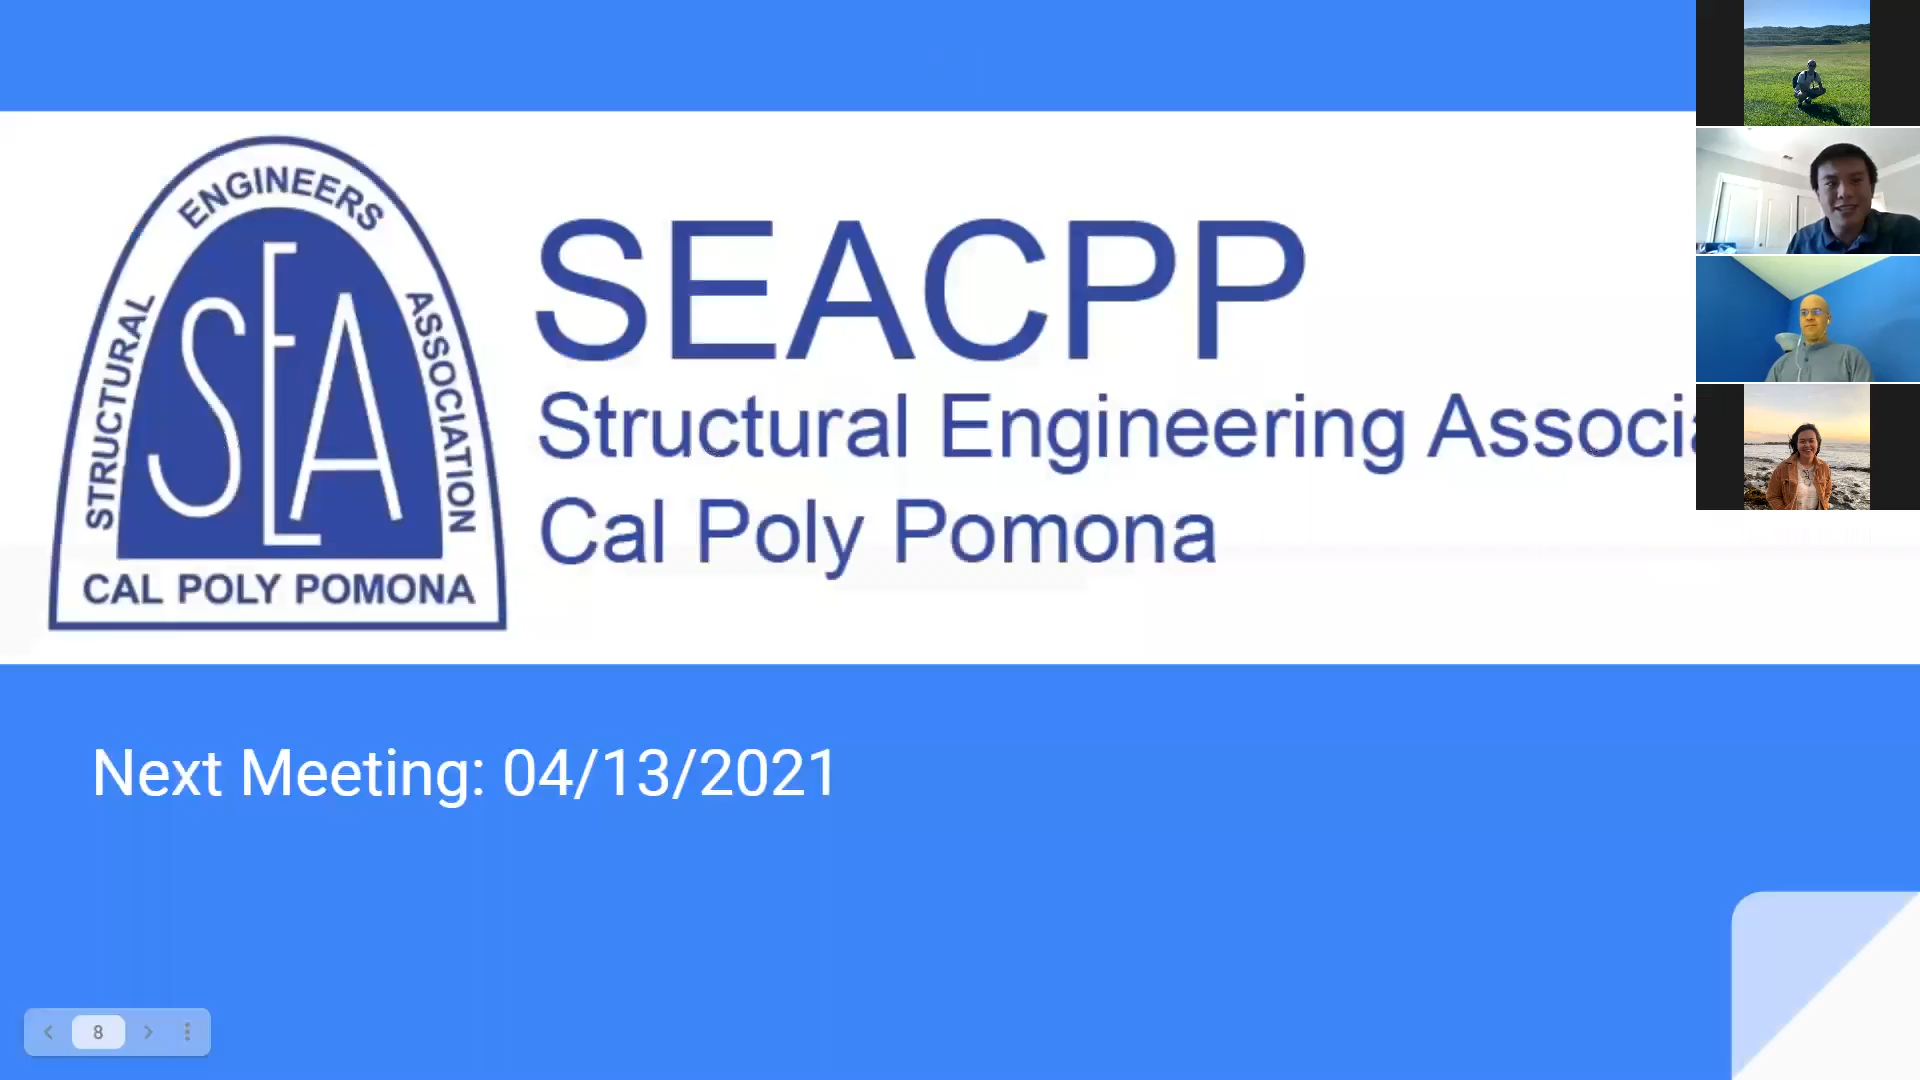 ENGINEERS
STRUCTURAL
ASSOCIATION
SEA
CAL POLY POMONA
SEACPP
Structural Engineering Associa
Cal Poly Pomona
Next Meeting: 04/13/2021
8